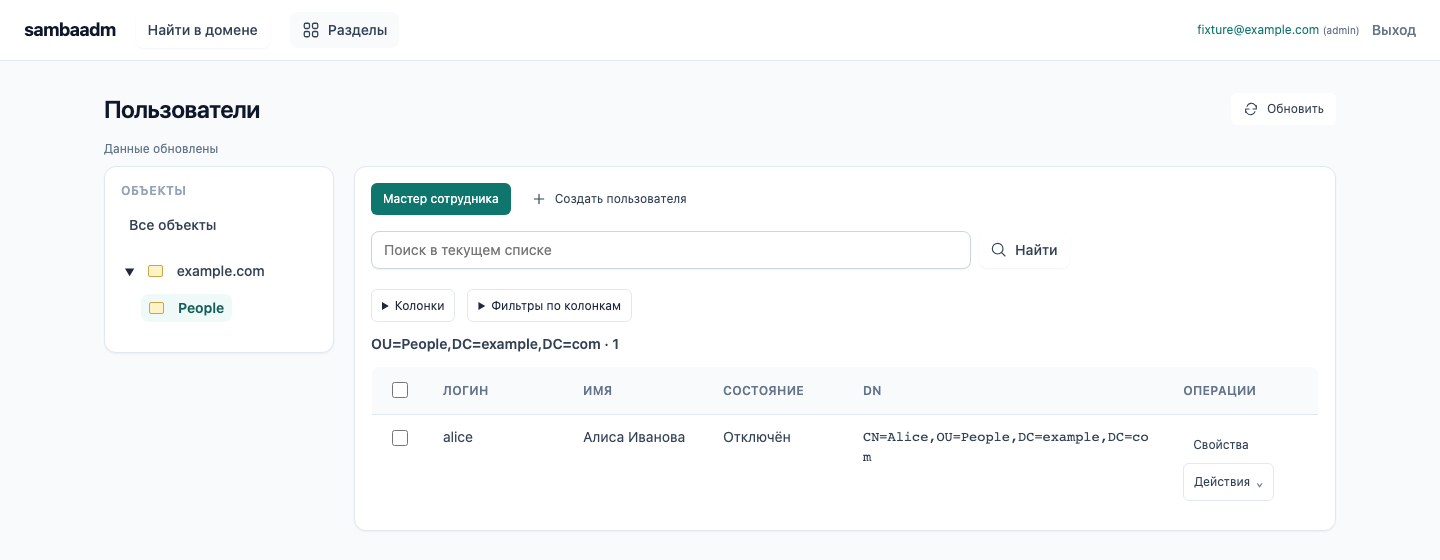 sambaadm
Найти в домене
Разделы
fixture@example.com (admin)
Выход
Пользователи
Обновить
Данные обновлены
ОБЪЕКТЫ
Все объекты
example.com
People
Мастер сотрудника
Создать пользователя
Поиск в текущем списке
Найти
Колонки
Фильтры по колонкам
OU=People,DC=example,DC=com · 1
ЛОГИН ИМЯ СОСТОЯНИЕ DN ОПЕРАЦИИ
alice Алиса Иванова Отключён CN=Alice,OU=People,DC=example,DC=co
m
Свойства
Действия